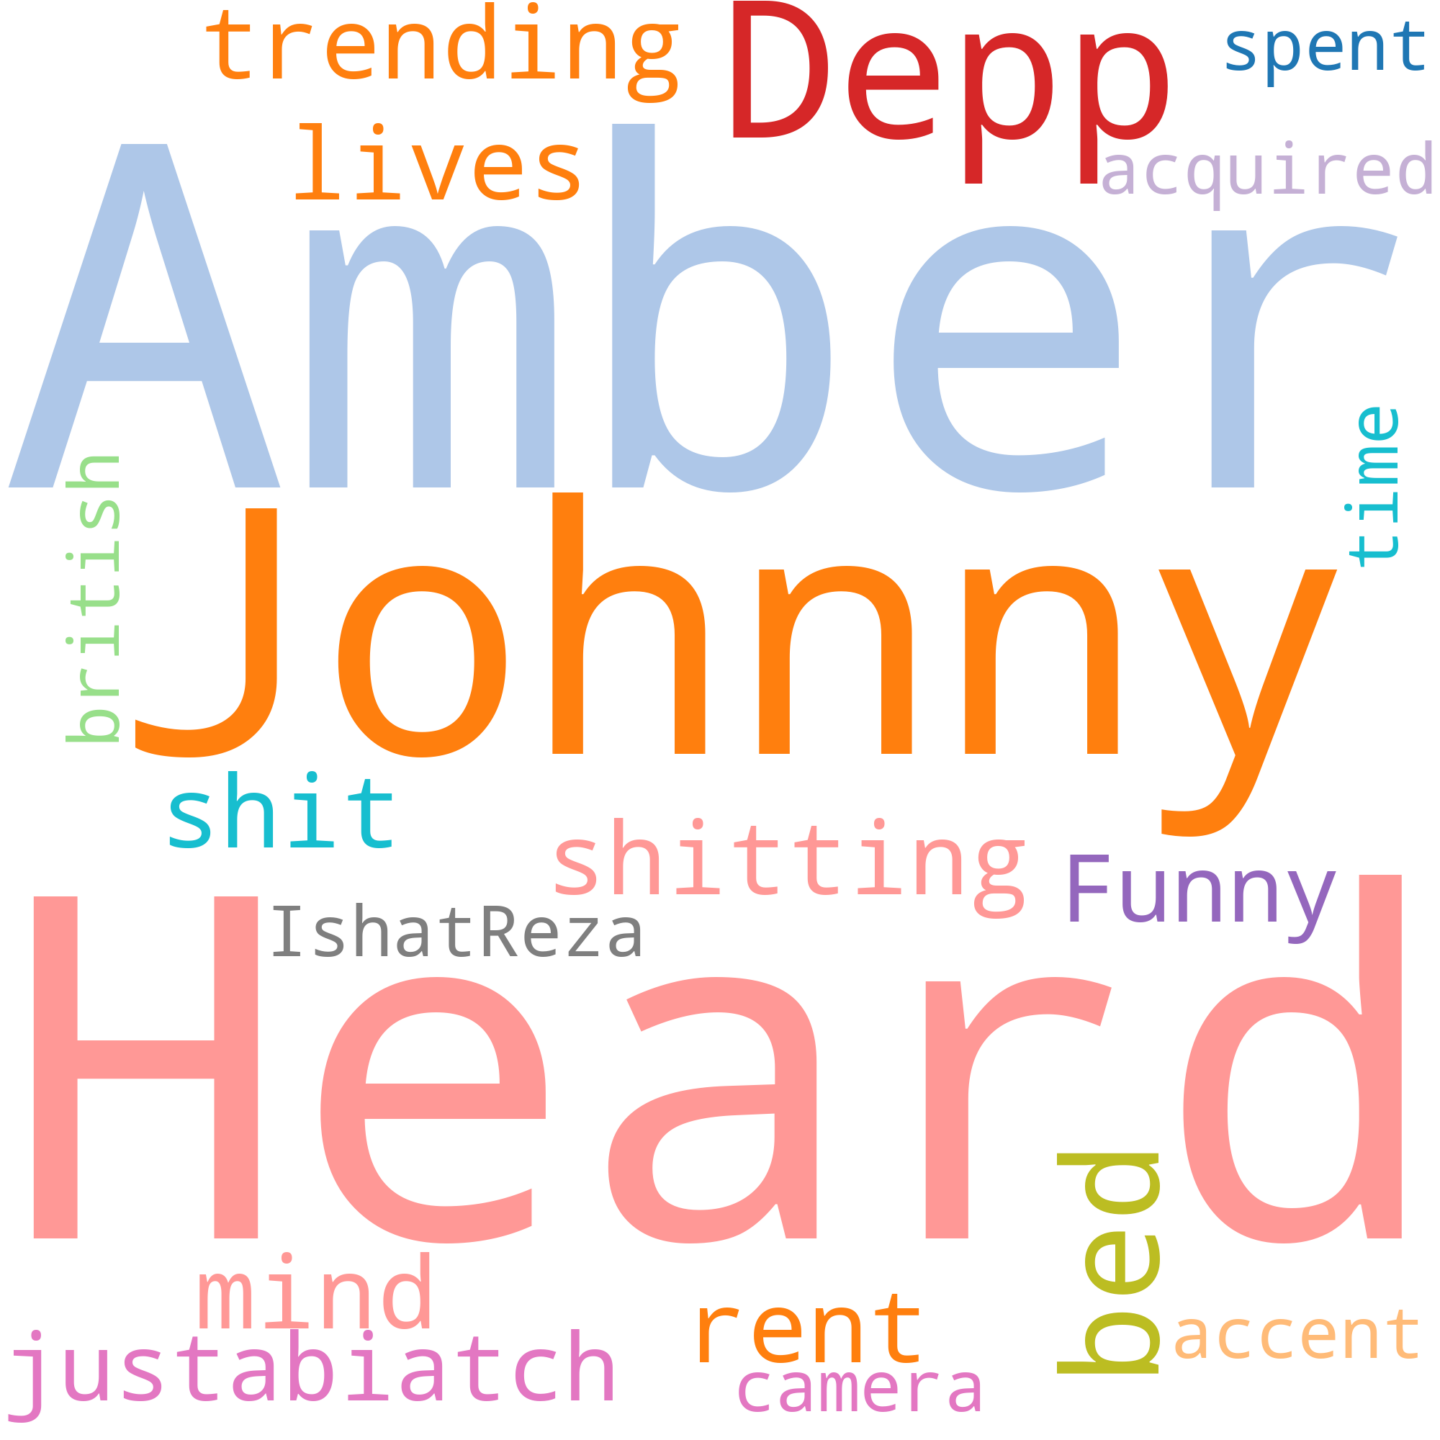 trending Depp spent
lives acquired
Amber
british time
Johnny
shit shitting Funny
IshatReza
Heard
bed
mind rent accent
justabiatch camera